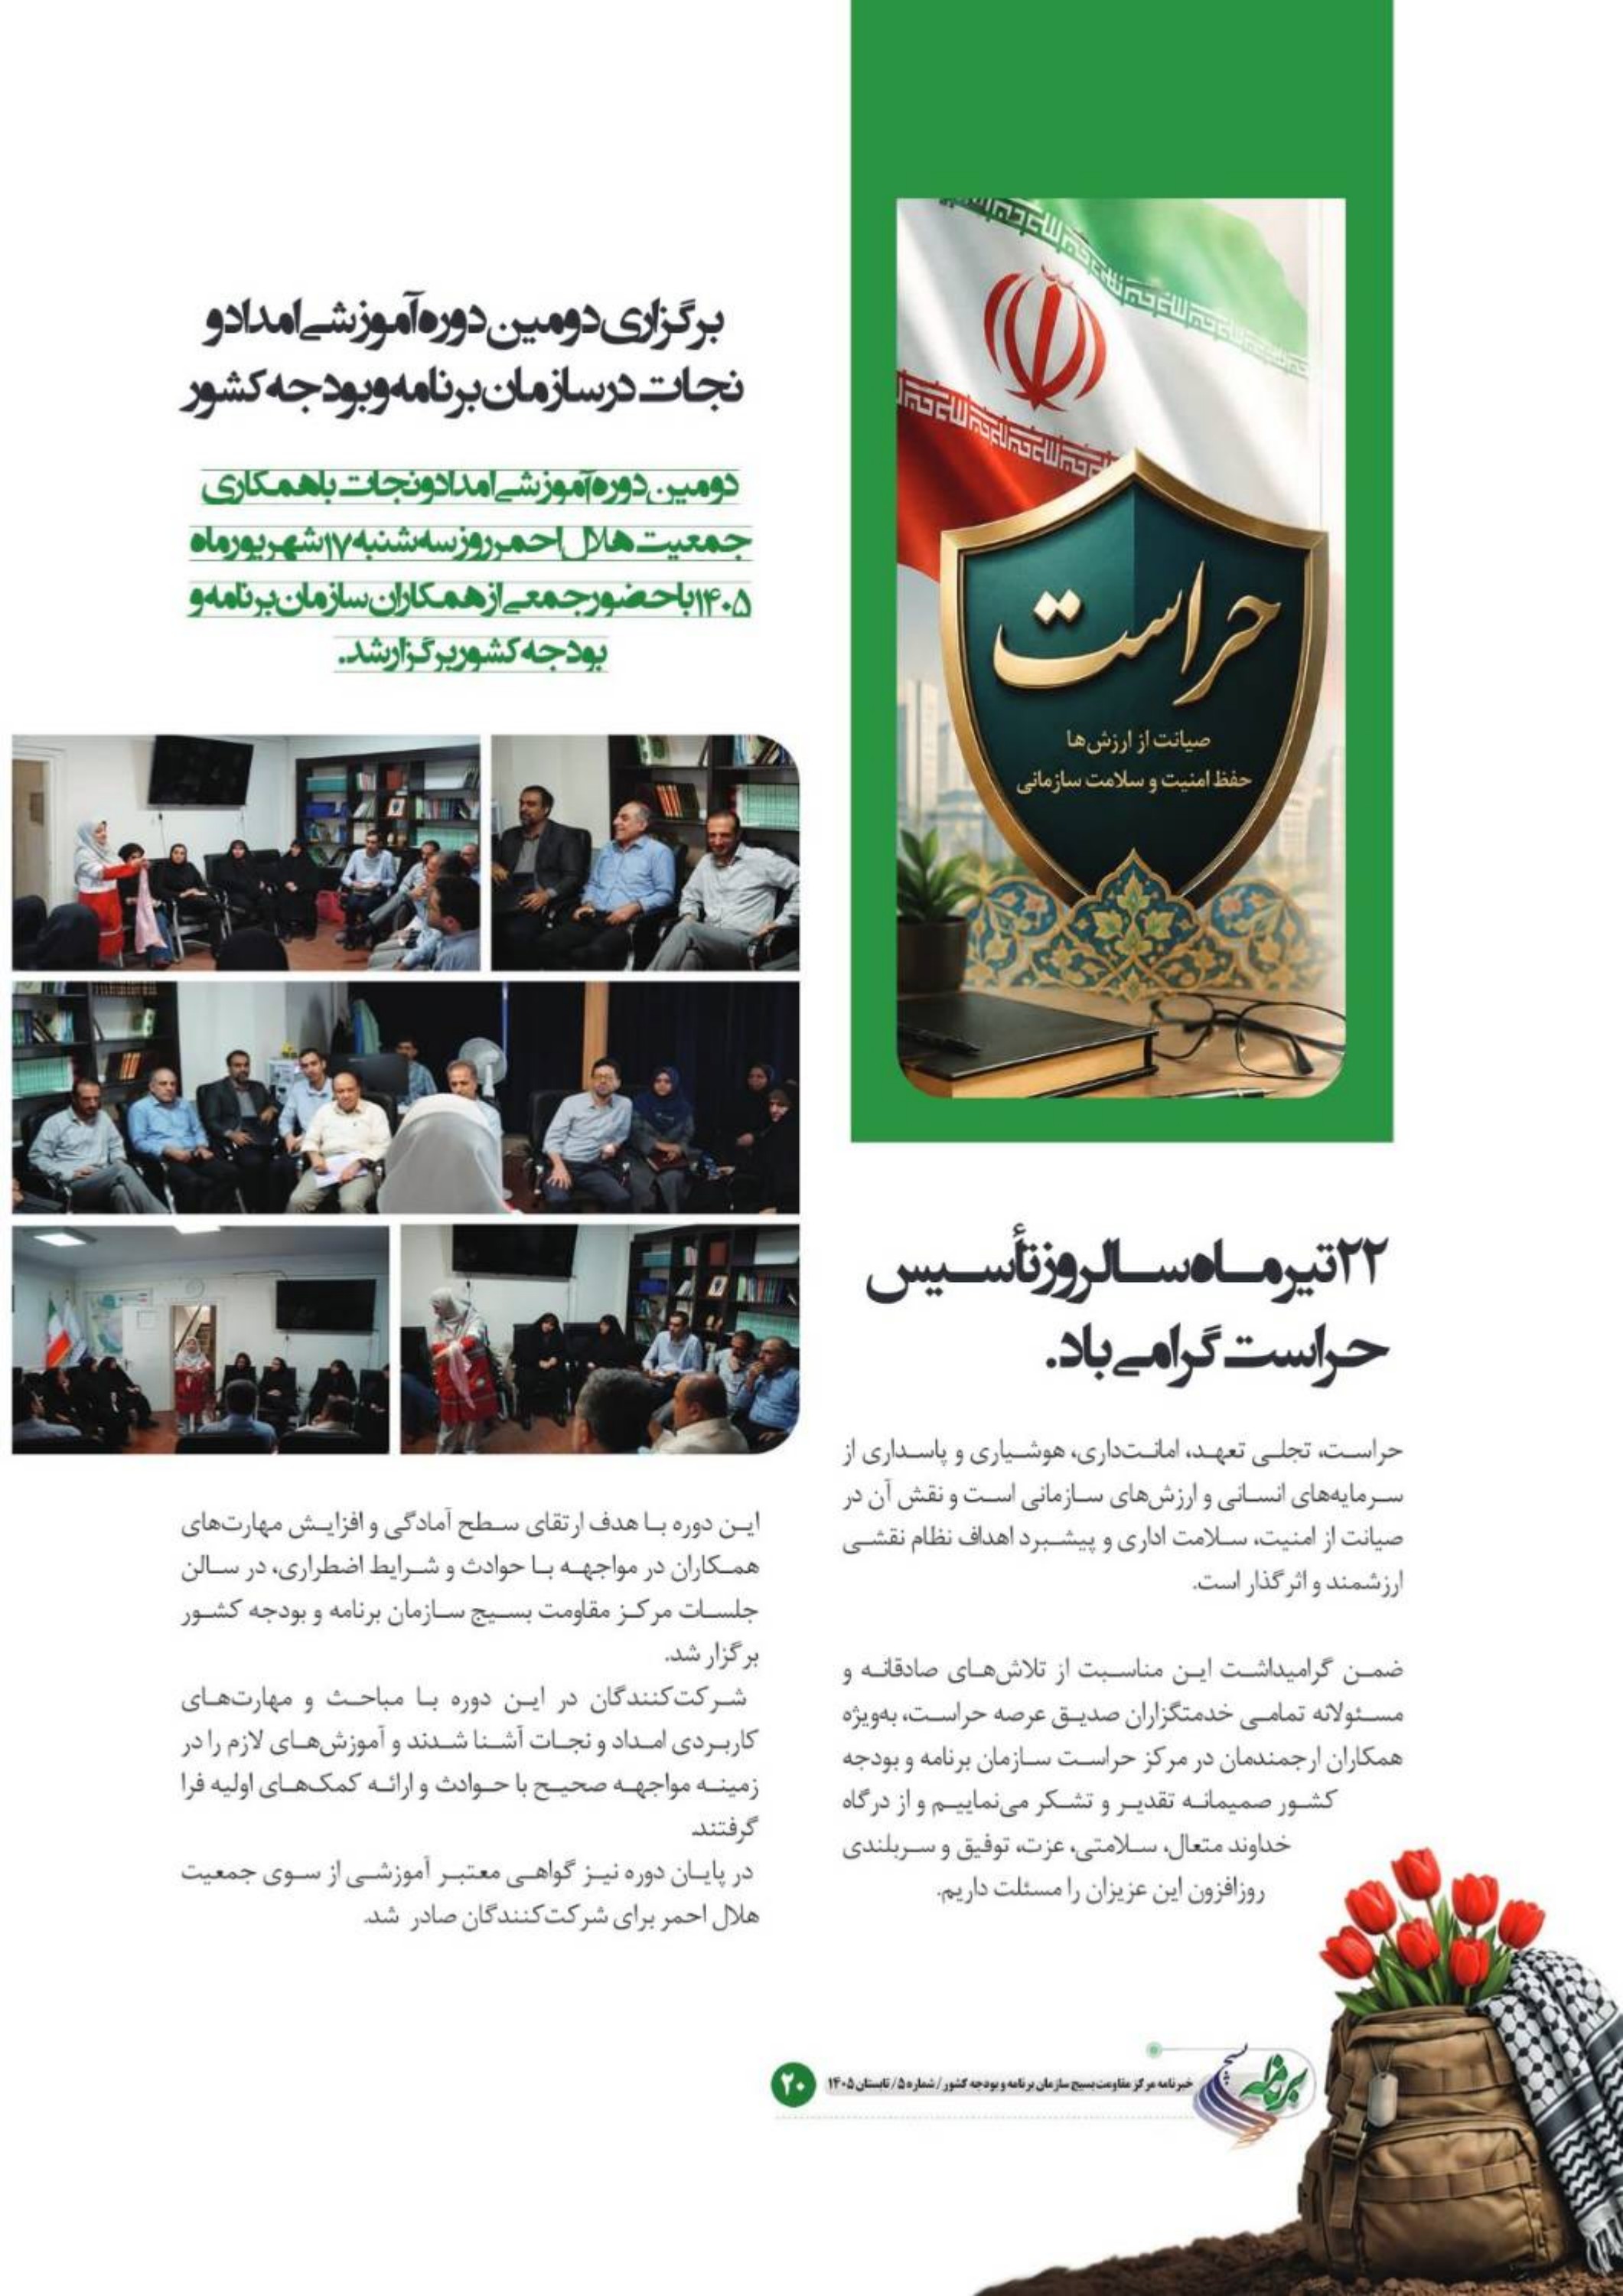 حراست
صیانت از ارزش‌ها
حفظ امنیت و سلامت سازمانی
۲۲ تیرماه سالروز تأسیس
حراست گرامی باد.
حراست، تجلی تعهد، امانت‌داری، هوشیاری و پاسداری از
سرمایه‌های انسانی و ارزش‌های سازمانی است و نقش آن در
صیانت از امنیت، سلامت اداری و پیشبرد اهداف نظام نقشی
ارزشمند و اثرگذار است.
ضمن گرامیداشت این مناسبت از تلاش‌های صادقانه و
مسئولانه تمامی خدمتگزاران صدیق عرصه حراست، به‌ویژه
همکاران ارجمندمان در مرکز حراست سازمان برنامه و بودجه
کشور صمیمانه تقدیر و تشکر می‌نماییم و از درگاه
خداوند متعال، سلامتی، عزت، توفیق و سربلندی
روزافزون این عزیزان را مسئلت داریم.
برگزاری دومین دوره آموزشی امداد و
نجات در سازمان برنامه و بودجه کشور
دومین دوره آموزشی امداد و نجات با همکاری
جمعیت هلال احمر روز سه‌شنبه ۱۷ شهریورماه
۱۴۰۵ با حضور جمعی از همکاران سازمان برنامه و
بودجه کشور برگزار شد.
این دوره با هدف ارتقای سطح آمادگی و افزایش مهارت‌های
همکاران در مواجهه با حوادث و شرایط اضطراری، در سالن
جلسات مرکز مقاومت بسیج سازمان برنامه و بودجه کشور
برگزار شد.
شرکت‌کنندگان در این دوره با مباحث و مهارت‌های
کاربردی امداد و نجات آشنا شدند و آموزش‌های لازم را در
زمینه مواجهه صحیح با حوادث و ارائه کمک‌های اولیه فرا
گرفتند.
در پایان دوره نیز گواهی معتبر آموزشی از سوی جمعیت
هلال احمر برای شرکت‌کنندگان صادر شد.
برنامه بسیج
خبرنامه مرکز مقاومت بسیج سازمان برنامه و بودجه کشور / شماره ۵ / تابستان ۱۴۰۵
۲۰